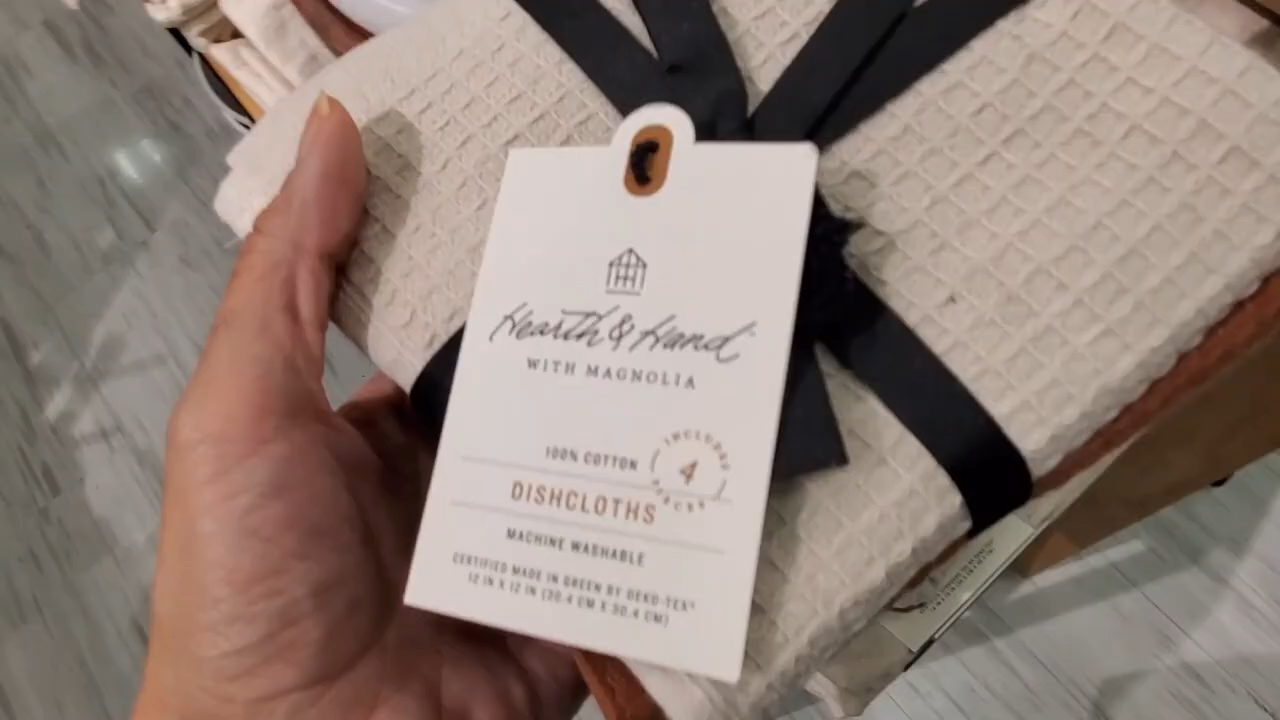 Hearth & Hand
WITH MAGNOLIA
100% COTTON
INCLUDED
4
PIECES
DISHCLOTHS
MACHINE WASHABLE
CERTIFIED MADE IN GREEN BY OEKO-TEX®
12 IN X 12 IN (30.4 CM X 30.4 CM)